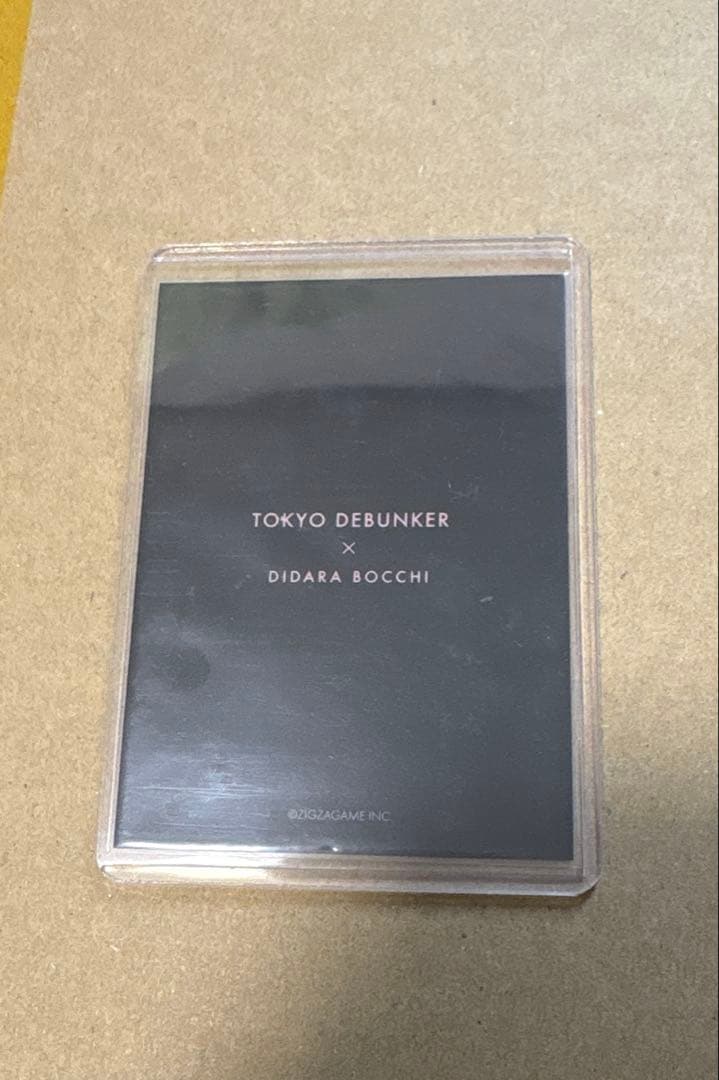 TOKYO DEBUNKER
×
DIDARA BOCCHI
©ZIGZAGAME INC.